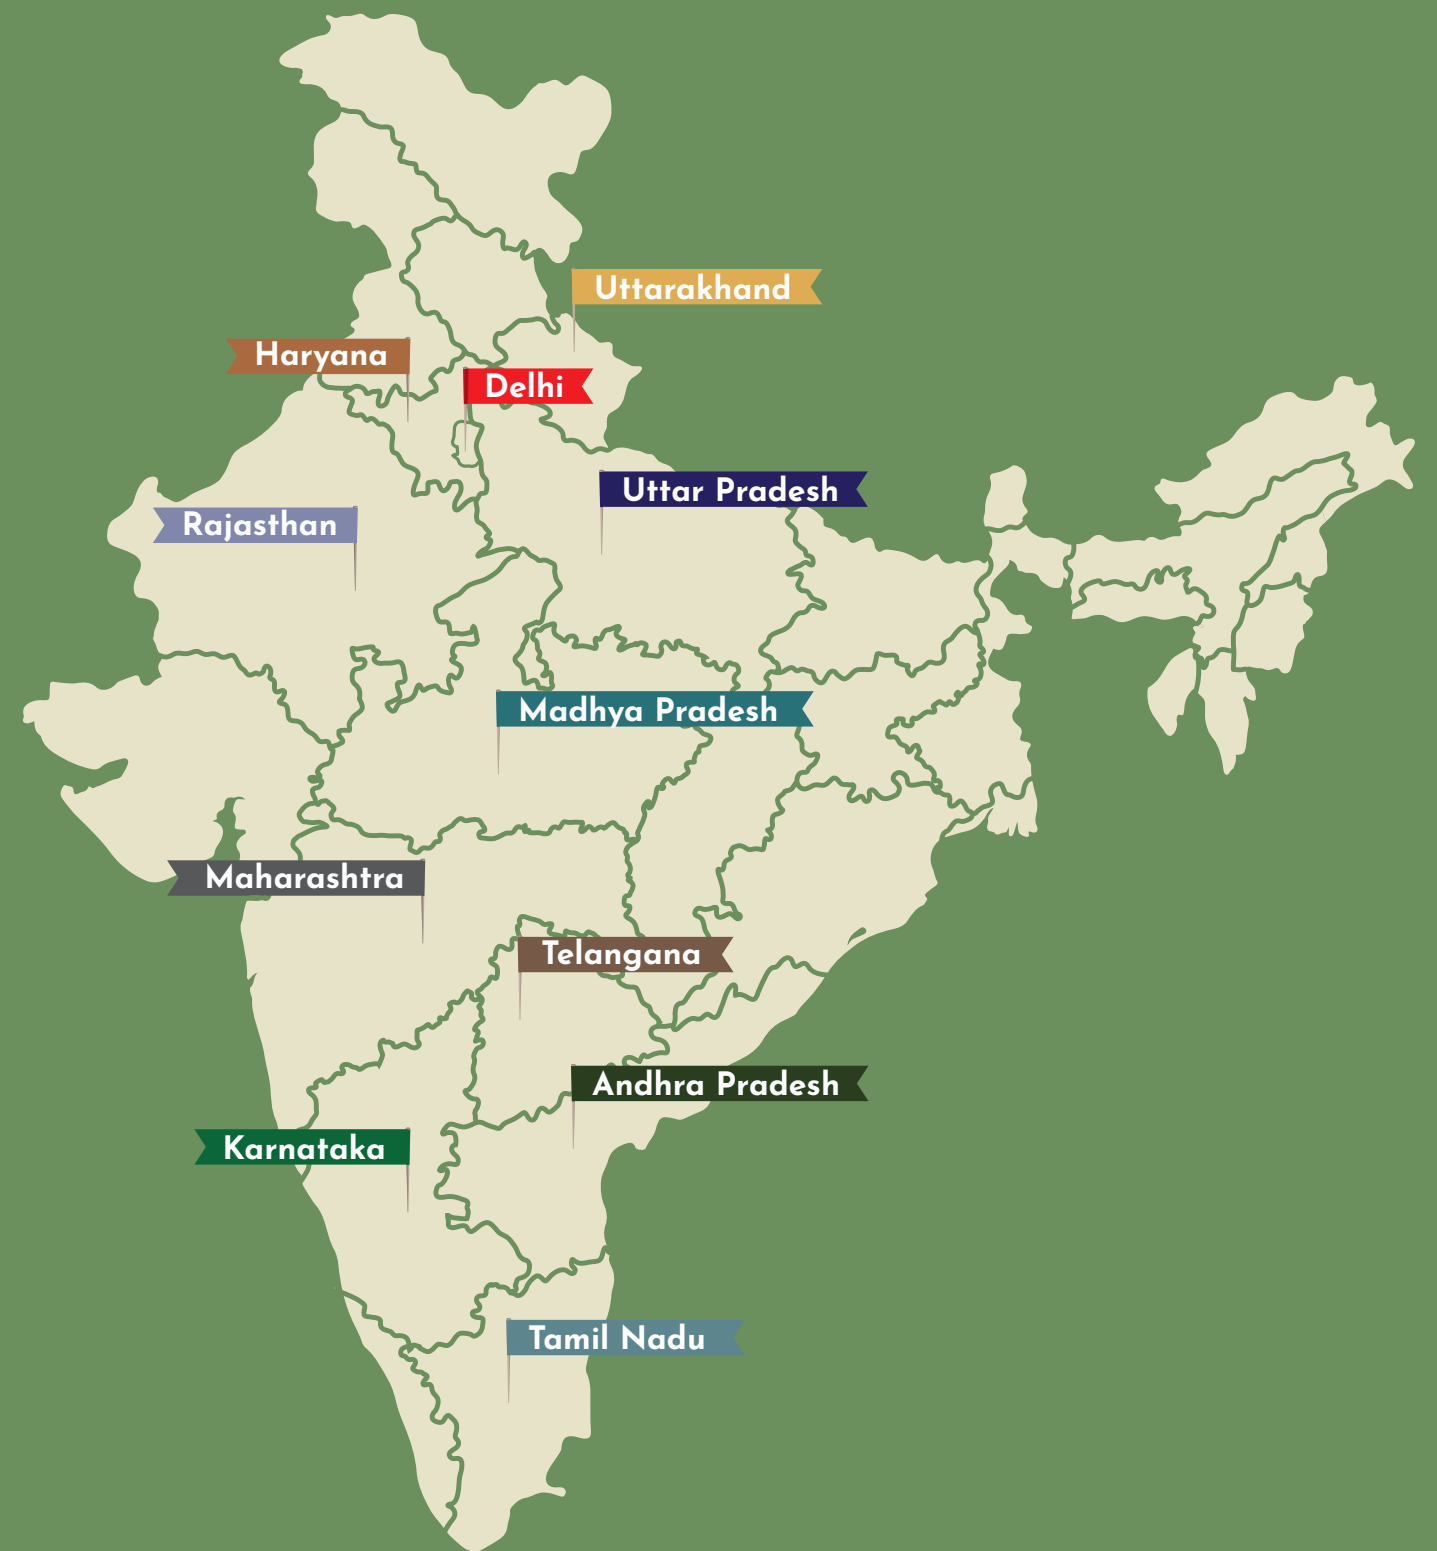 Uttarakhand
Haryana
Delhi
Uttar Pradesh
Rajasthan
Madhya Pradesh
Maharashtra
Telangana
Andhra Pradesh
Karnataka
Tamil Nadu